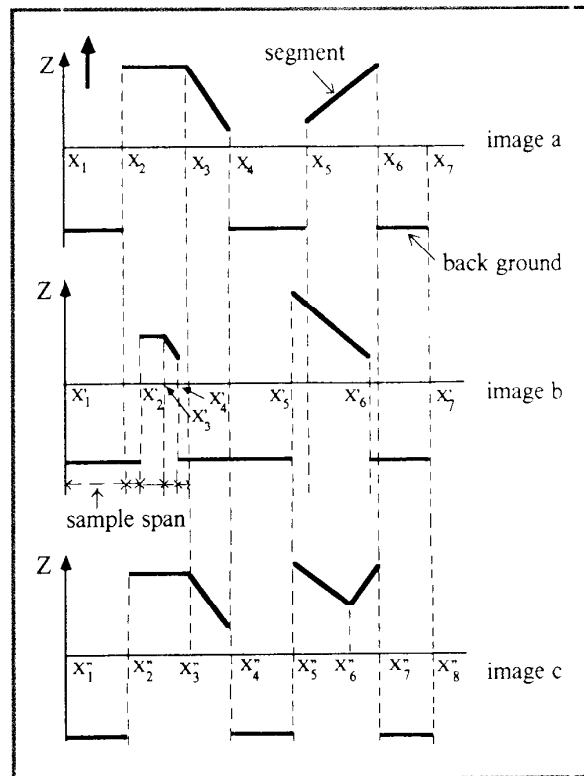 segment
Z
image a
X1 X2 X3 X4 X5 X6 X7
back ground
Z
image b
X'1 X'2 X'3 X'4 X'5 X'6 X'7
sample span
Z
image c
X"1 X"2 X"3 X"4 X"5 X"6 X"7 X"8